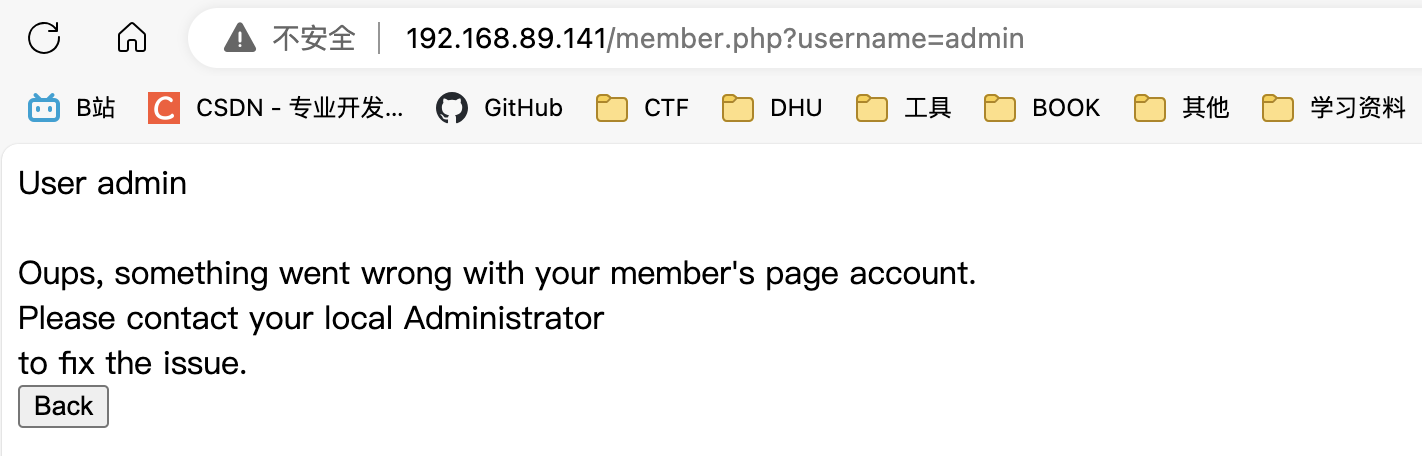 不安全 192.168.89.141/member.php?username=admin
B站 CSDN - 专业开发... GitHub CTF DHU 工具 BOOK 其他 学习资料
User admin
Oups, something went wrong with your member's page account.
Please contact your local Administrator
to fix the issue.
Back